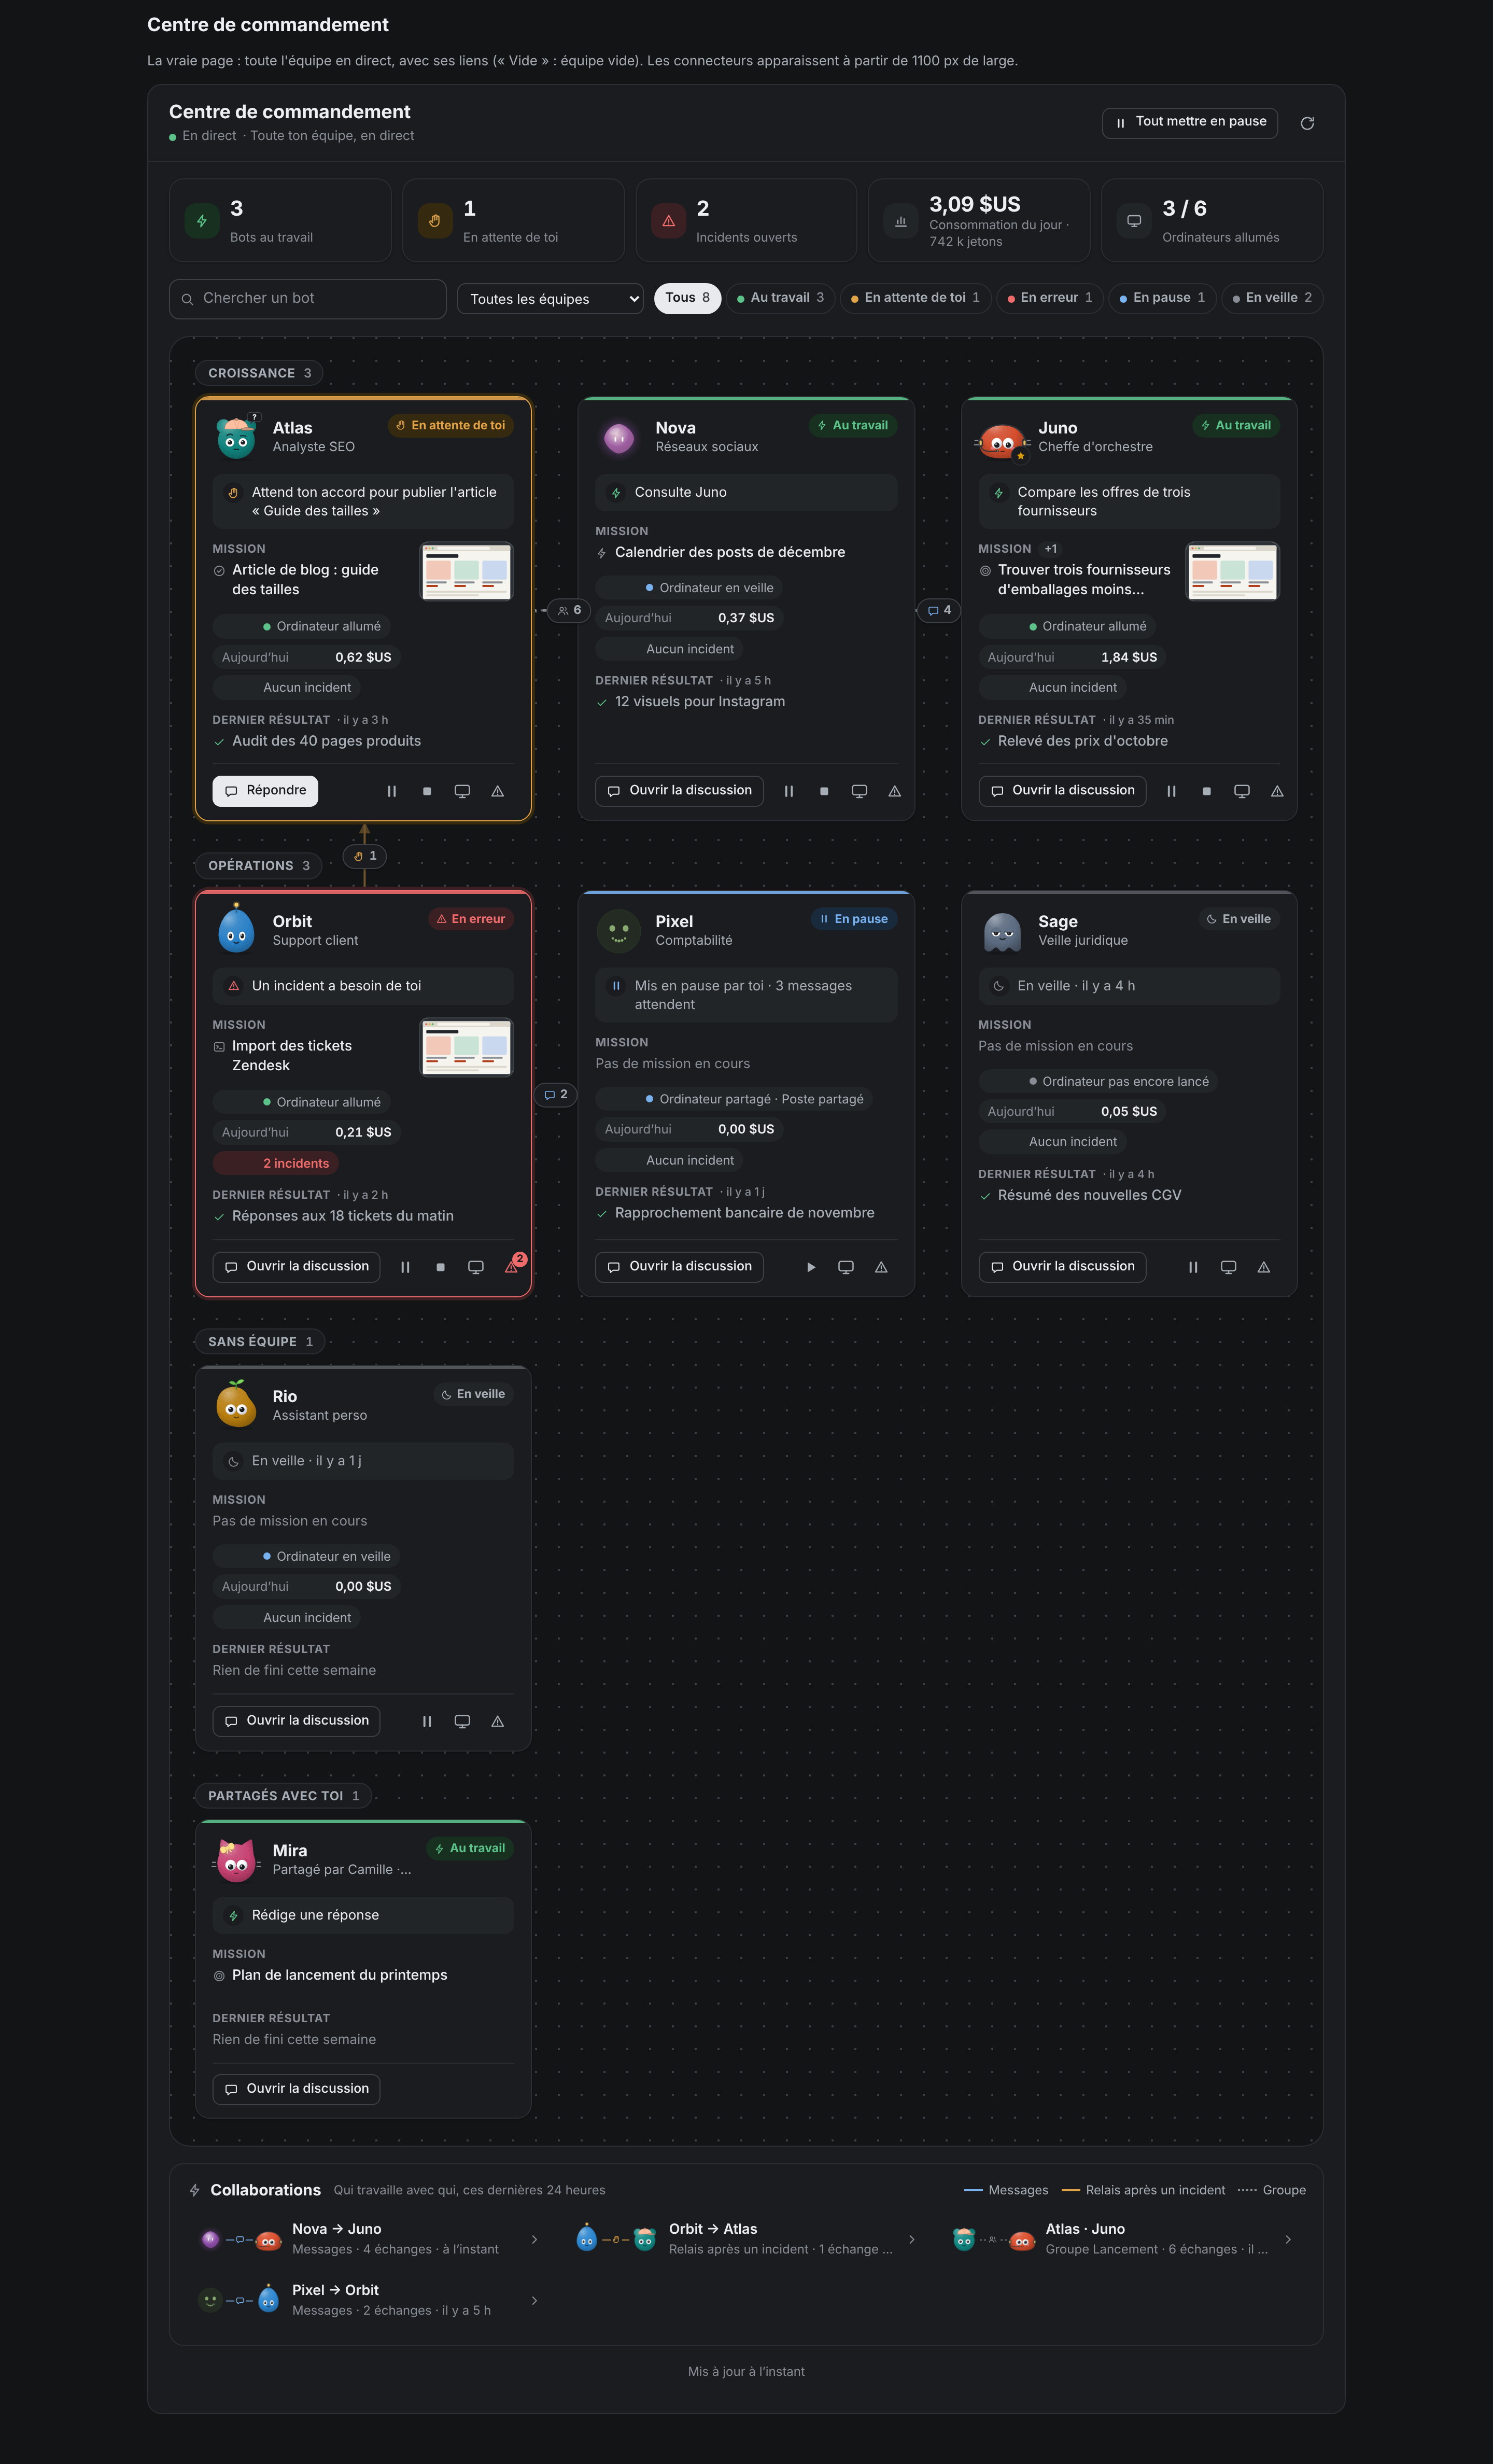 Centre de commandement
La vraie page : toute l'équipe en direct, avec ses liens (« Vide » : équipe vide). Les connecteurs apparaissent à partir de 1100 px de large.
Centre de commandement
En direct · Toute ton équipe, en direct
Tout mettre en pause
3
Bots au travail
1
En attente de toi
2
Incidents ouverts
3,09 $US
Consommation du jour ·
742 k jetons
3 / 6
Ordinateurs allumés
Chercher un bot
Toutes les équipes
Tous 8
Au travail 3
En attente de toi 1
En erreur 1
En pause 1
En veille 2
CROISSANCE 3
?
Atlas
Analyste SEO
En attente de toi
Attend ton accord pour publier l'article
« Guide des tailles »
MISSION
Article de blog : guide
des tailles
Ordinateur allumé
Aujourd’hui 0,62 $US
Aucun incident
DERNIER RÉSULTAT · il y a 3 h
Audit des 40 pages produits
Répondre
6
Nova
Réseaux sociaux
Au travail
Consulte Juno
MISSION
Calendrier des posts de décembre
Ordinateur en veille
Aujourd’hui 0,37 $US
Aucun incident
DERNIER RÉSULTAT · il y a 5 h
12 visuels pour Instagram
Ouvrir la discussion
4
Juno
Cheffe d'orchestre
Au travail
Compare les offres de trois
fournisseurs
MISSION +1
Trouver trois fournisseurs
d'emballages moins...
Ordinateur allumé
Aujourd’hui 1,84 $US
Aucun incident
DERNIER RÉSULTAT · il y a 35 min
Relevé des prix d'octobre
Ouvrir la discussion
1
OPÉRATIONS 3
Orbit
Support client
En erreur
Un incident a besoin de toi
MISSION
Import des tickets
Zendesk
Ordinateur allumé
Aujourd’hui 0,21 $US
2 incidents
DERNIER RÉSULTAT · il y a 2 h
Réponses aux 18 tickets du matin
Ouvrir la discussion
2
2
Pixel
Comptabilité
En pause
Mis en pause par toi · 3 messages
attendent
MISSION
Pas de mission en cours
Ordinateur partagé · Poste partagé
Aujourd’hui 0,00 $US
Aucun incident
DERNIER RÉSULTAT · il y a 1 j
Rapprochement bancaire de novembre
Ouvrir la discussion
Sage
Veille juridique
En veille
En veille · il y a 4 h
MISSION
Pas de mission en cours
Ordinateur pas encore lancé
Aujourd’hui 0,05 $US
Aucun incident
DERNIER RÉSULTAT · il y a 4 h
Résumé des nouvelles CGV
Ouvrir la discussion
SANS ÉQUIPE 1
Rio
Assistant perso
En veille
En veille · il y a 1 j
MISSION
Pas de mission en cours
Ordinateur en veille
Aujourd’hui 0,00 $US
Aucun incident
DERNIER RÉSULTAT
Rien de fini cette semaine
Ouvrir la discussion
PARTAGÉS AVEC TOI 1
Mira
Partagé par Camille ·...
Au travail
Rédige une réponse
MISSION
Plan de lancement du printemps
DERNIER RÉSULTAT
Rien de fini cette semaine
Ouvrir la discussion
Collaborations Qui travaille avec qui, ces dernières 24 heures
Messages
Relais après un incident
Groupe
Nova → Juno
Messages · 4 échanges · à l’instant
Orbit → Atlas
Relais après un incident · 1 échange ...
Atlas · Juno
Groupe Lancement · 6 échanges · il ...
Pixel → Orbit
Messages · 2 échanges · il y a 5 h
Mis à jour à l’instant